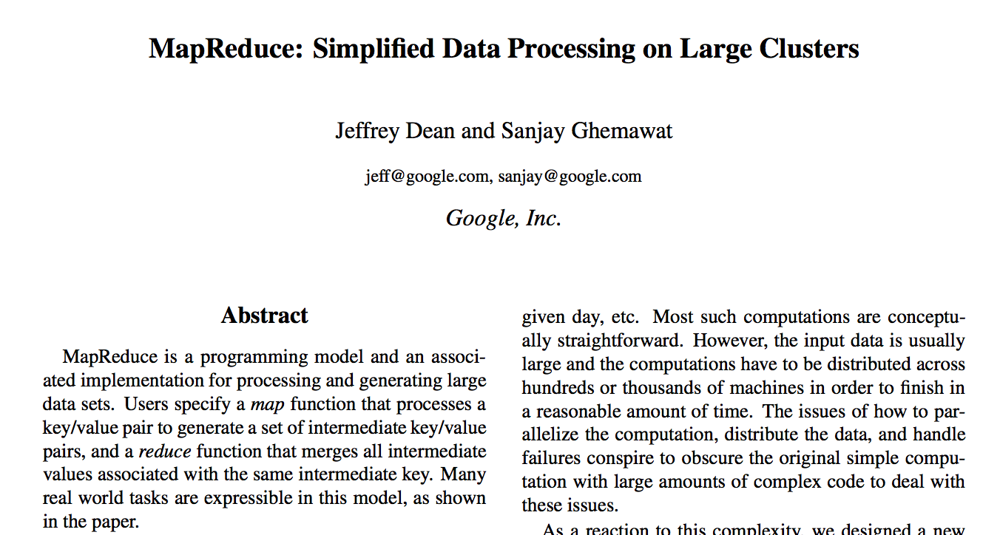 MapReduce: Simplified Data Processing on Large Clusters
Jeffrey Dean and Sanjay Ghemawat
jeff@google.com, sanjay@google.com
Google, Inc.
Abstract
MapReduce is a programming model and an associ-
ated implementation for processing and generating large
data sets. Users specify a map function that processes a
key/value pair to generate a set of intermediate key/value
pairs, and a reduce function that merges all intermediate
values associated with the same intermediate key. Many
real world tasks are expressible in this model, as shown
in the paper.
given day, etc. Most such computations are conceptu-
ally straightforward. However, the input data is usually
large and the computations have to be distributed across
hundreds or thousands of machines in order to finish in
a reasonable amount of time. The issues of how to par-
allelize the computation, distribute the data, and handle
failures conspire to obscure the original simple compu-
tation with large amounts of complex code to deal with
these issues.
As a reaction to this complexity, we designed a new